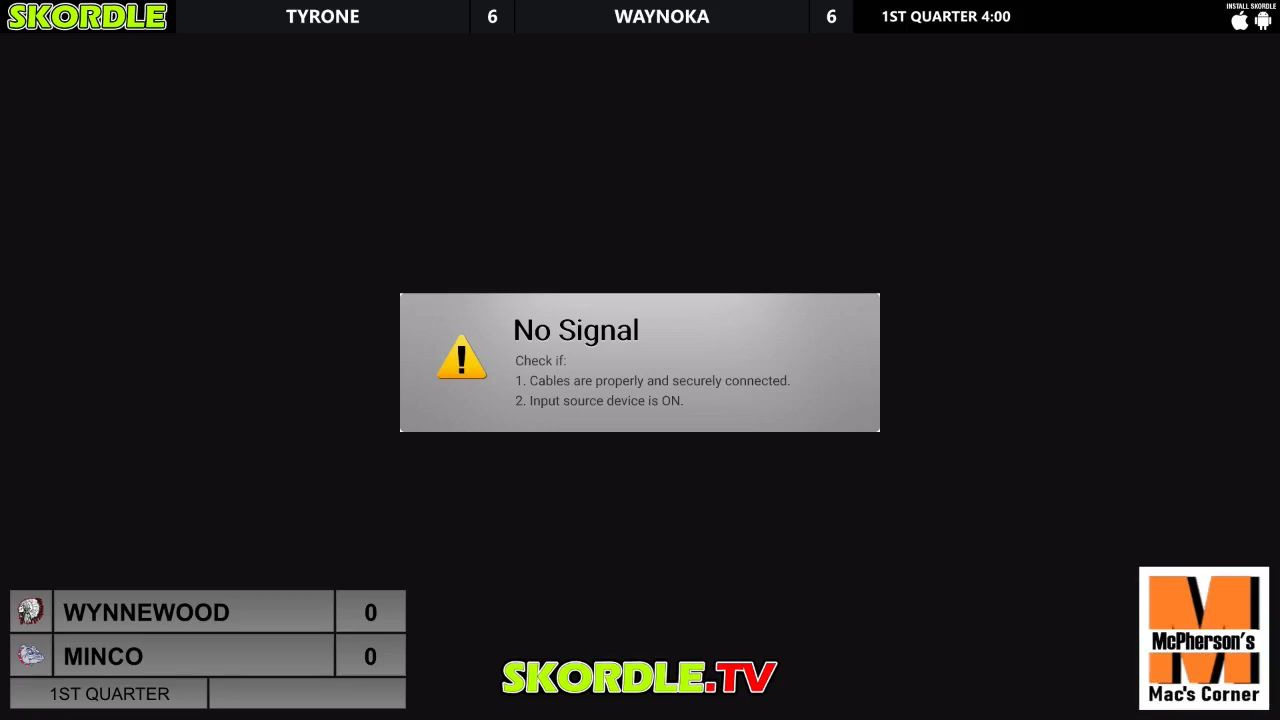 SKORDLE
TYRONE 6 WAYNOKA 6 1ST QUARTER 4:00
INSTALL SKORDLE
No Signal
Check if:
1. Cables are properly and securely connected.
2. Input source device is ON.
WYNNEWOOD 0
MINCO 0
1ST QUARTER
SKORDLE.TV
M
McPherson's
Mac's Corner